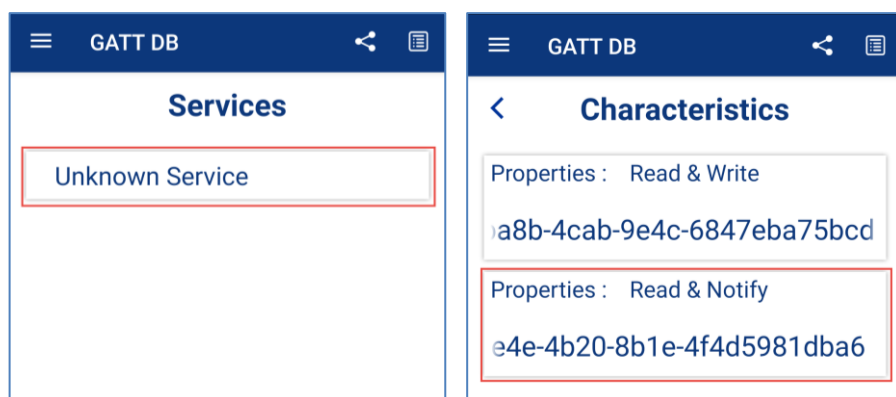 GATT DB
Services
Unknown Service
GATT DB
Characteristics
Properties : Read & Write
a8b-4cab-9e4c-6847eba75bcd
Properties : Read & Notify
e4e-4b20-8b1e-4f4d5981dba6